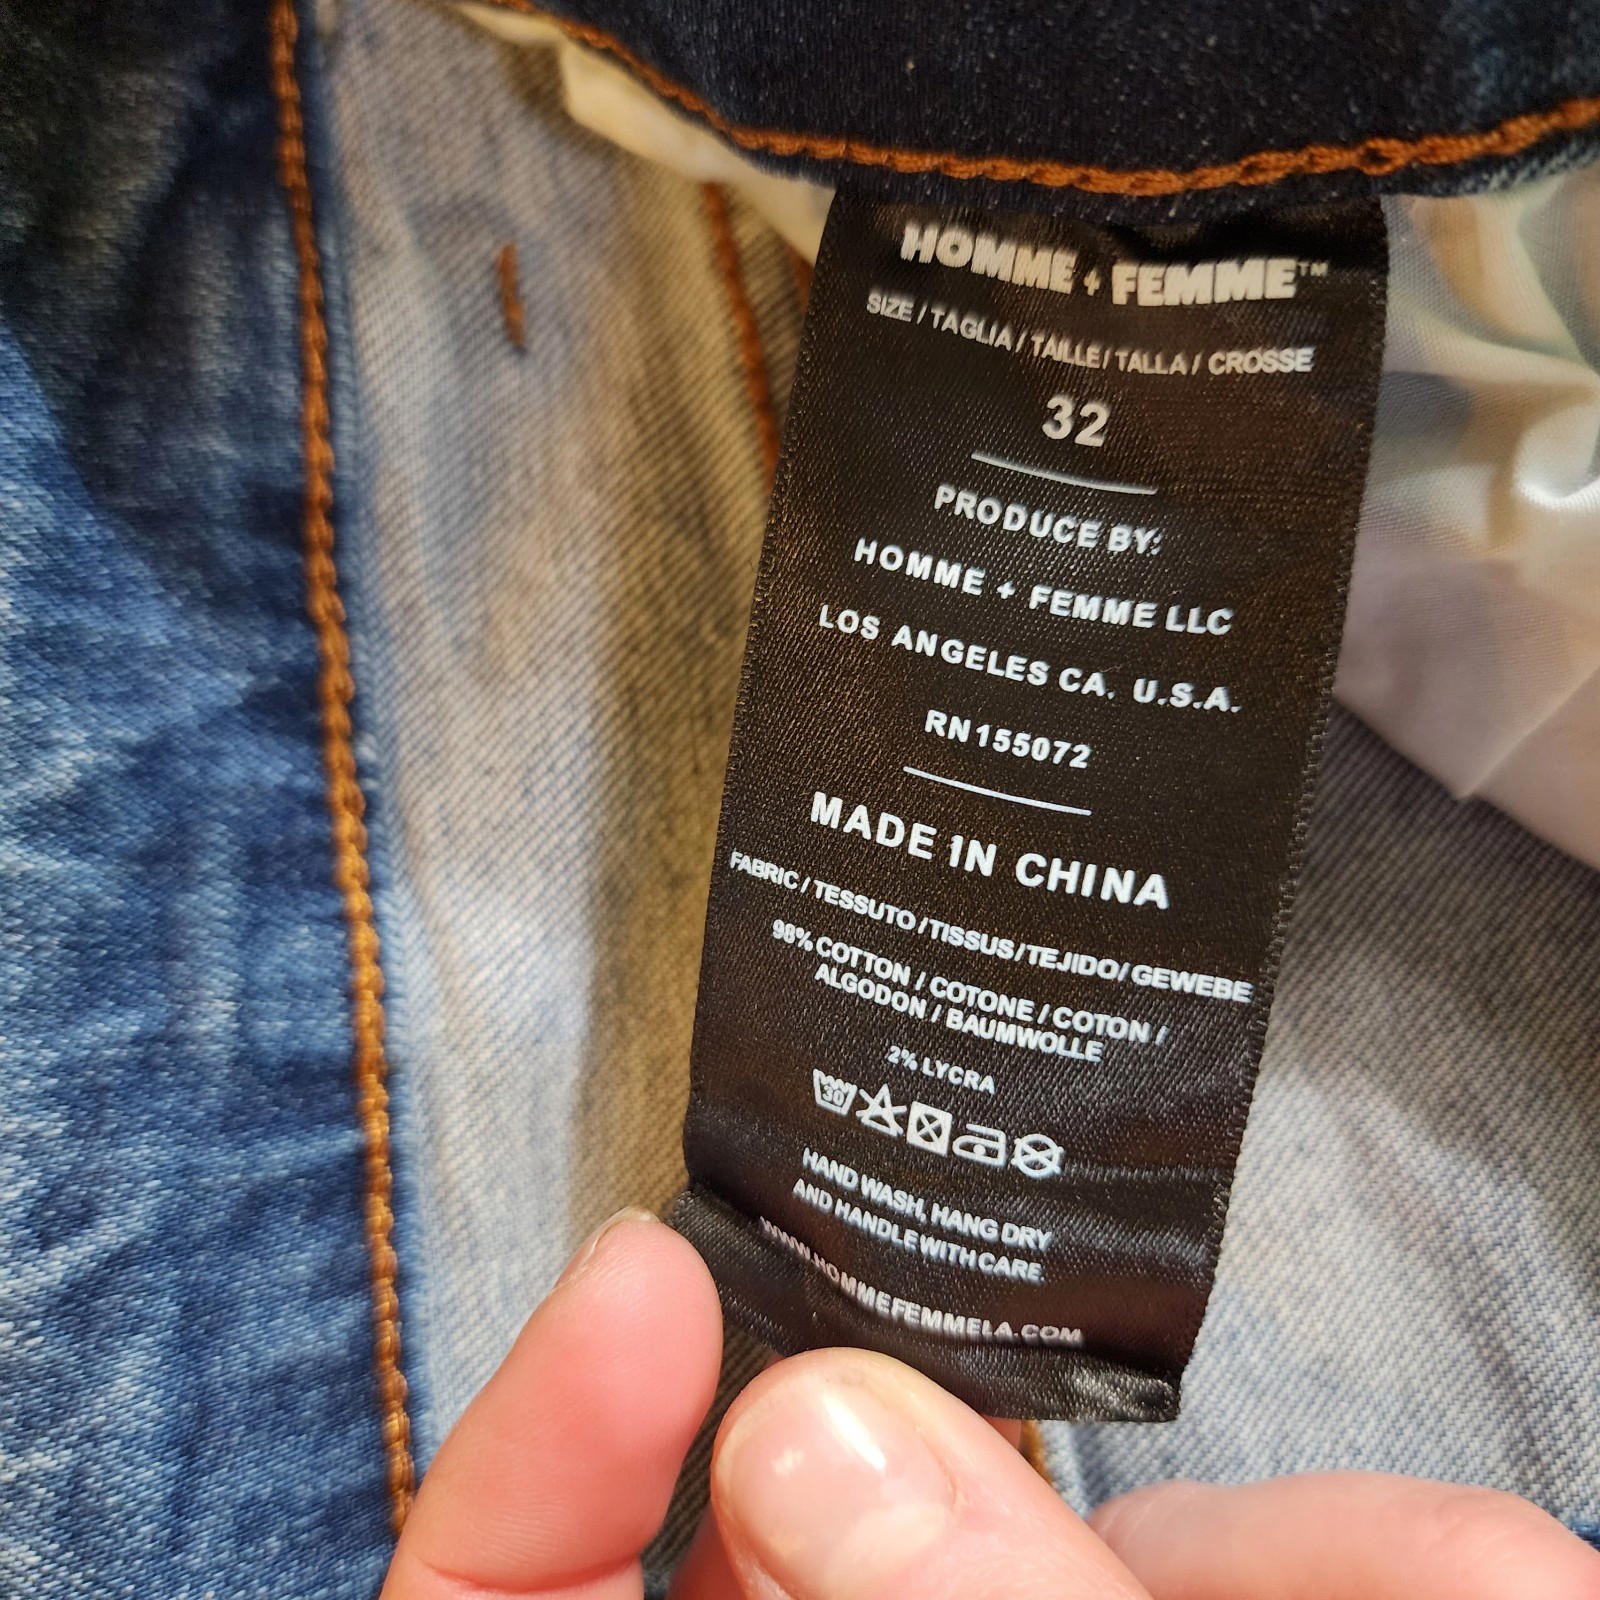 HOMME + FEMME™
SIZE / TAGLIA / TAILLE / TALLA / CROSSE
32
PRODUCE BY:
HOMME + FEMME LLC
LOS ANGELES CA. U.S.A.
RN155072
MADE IN CHINA
FABRIC / TESSUTO / TISSUS / TEJIDO / GEWEBE
98% COTTON / COTONE / COTON /
ALGODON / BAUMWOLLE
2% LYCRA
30
HAND WASH, HANG DRY
AND HANDLE WITH CARE
WWW.HOMMEFEMMELA.COM